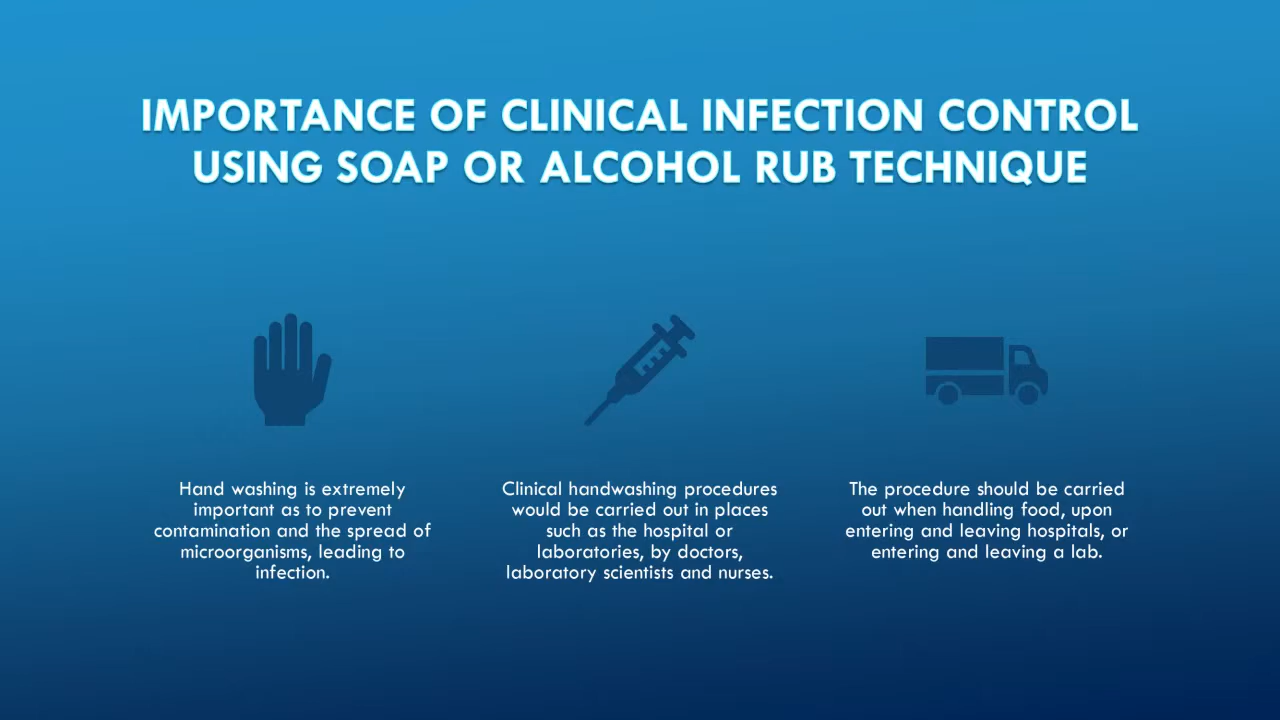 IMPORTANCE OF CLINICAL INFECTION CONTROL
USING SOAP OR ALCOHOL RUB TECHNIQUE
Hand washing is extremely
important as to prevent
contamination and the spread of
microorganisms, leading to
infection.
Clinical handwashing procedures
would be carried out in places
such as the hospital or
laboratories, by doctors,
laboratory scientists and nurses.
The procedure should be carried
out when handling food, upon
entering and leaving hospitals, or
entering and leaving a lab.